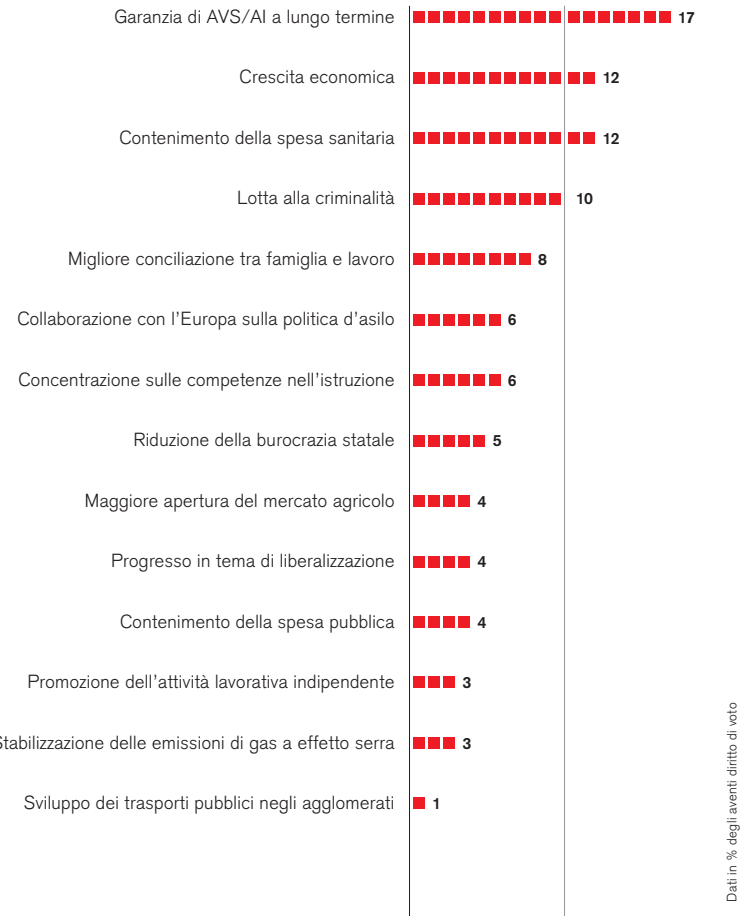 Garanzia di AVS/AI a lungo termine 17
Crescita economica 12
Contenimento della spesa sanitaria 12
Lotta alla criminalità 10
Migliore conciliazione tra famiglia e lavoro 8
Collaborazione con l'Europa sulla politica d'asilo 6
Concentrazione sulle competenze nell'istruzione 6
Riduzione della burocrazia statale 5
Maggiore apertura del mercato agricolo 4
Progresso in tema di liberalizzazione 4
Contenimento della spesa pubblica 4
Promozione dell'attività lavorativa indipendente 3
Stabilizzazione delle emissioni di gas a effetto serra 3
Sviluppo dei trasporti pubblici negli agglomerati 1
Dati in % degli aventi diritto di voto